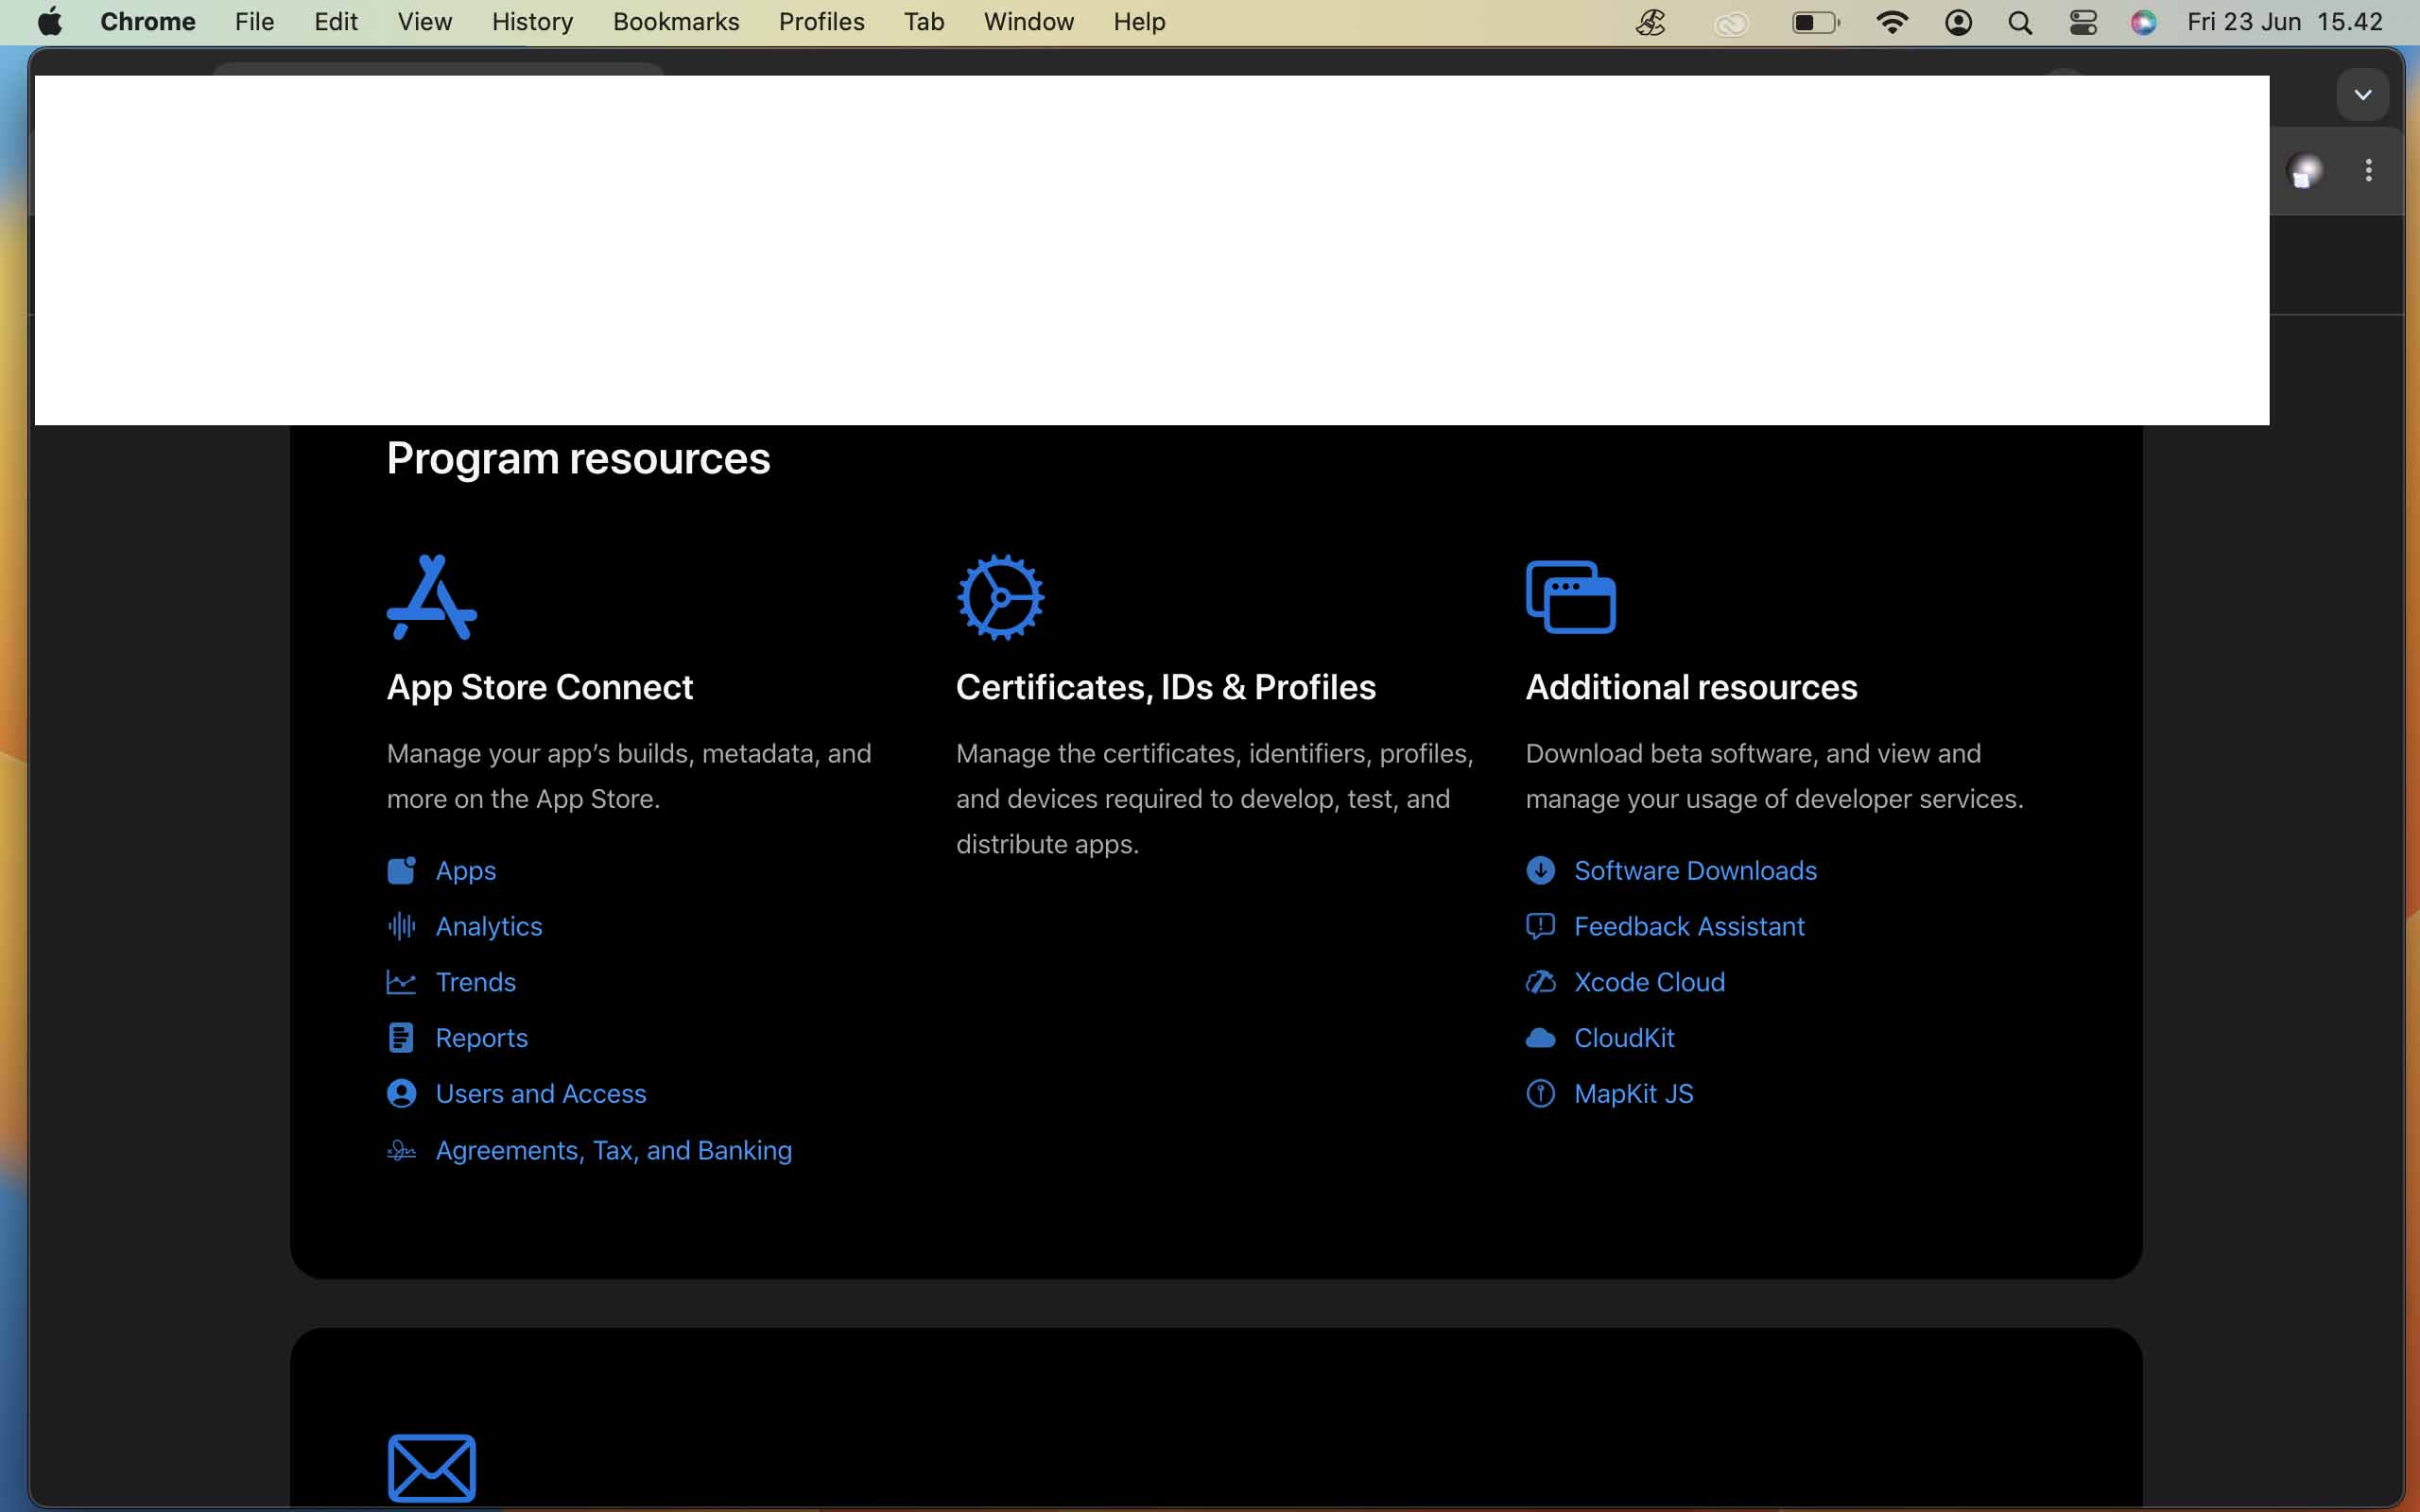 Chrome File Edit View History Bookmarks Profiles Tab Window Help Fri 23 Jun 15.42
Program resources
App Store Connect
Manage your app’s builds, metadata, and
more on the App Store.
Apps
Analytics
Trends
Reports
Users and Access
Agreements, Tax, and Banking
Certificates, IDs & Profiles
Manage the certificates, identifiers, profiles,
and devices required to develop, test, and
distribute apps.
Additional resources
Download beta software, and view and
manage your usage of developer services.
Software Downloads
Feedback Assistant
Xcode Cloud
CloudKit
MapKit JS